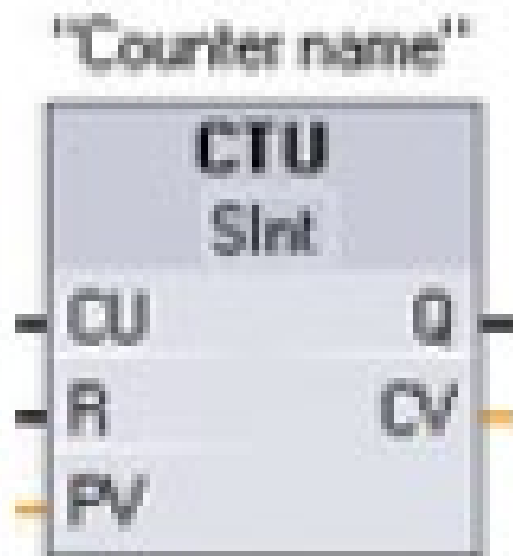 "Counter name"
CTU
SInt
CU Q
R CV
PV